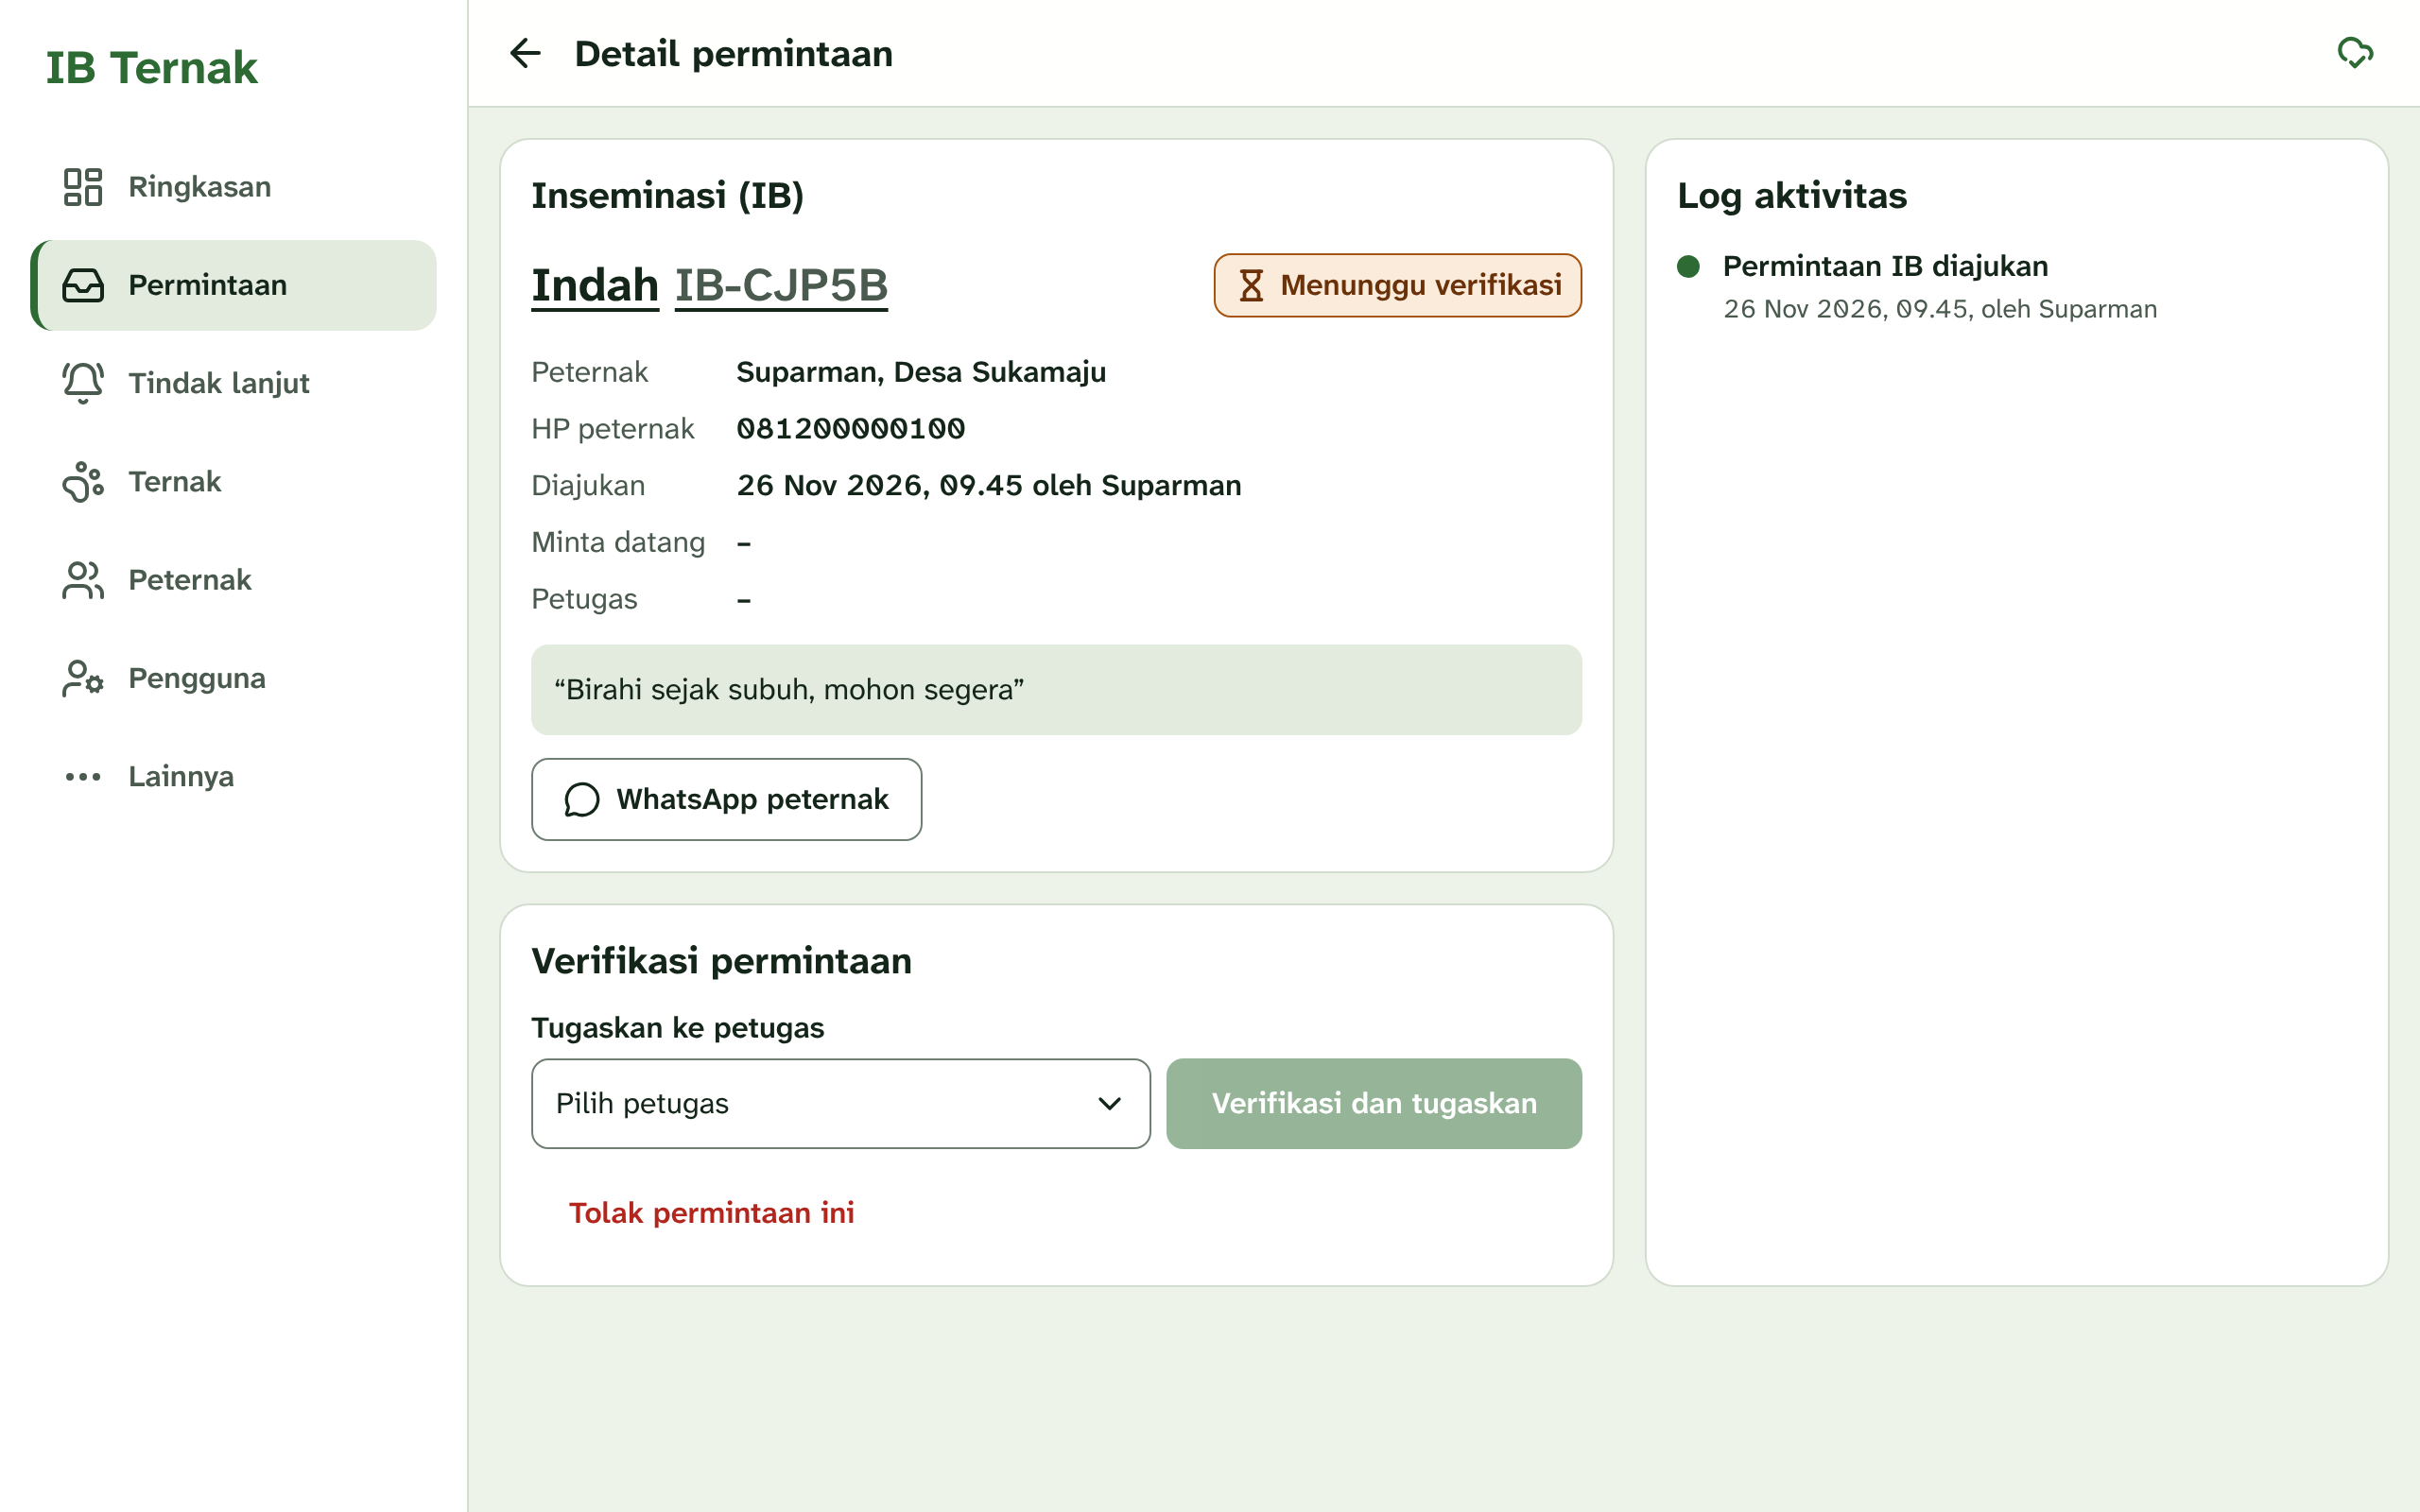 IB Ternak
Ringkasan
Permintaan
Tindak lanjut
Ternak
Peternak
Pengguna
Lainnya
Detail permintaan
Inseminasi (IB)
Indah IB-CJP5B
Menunggu verifikasi
Peternak Suparman, Desa Sukamaju
HP peternak 081200000100
Diajukan 26 Nov 2026, 09.45 oleh Suparman
Minta datang –
Petugas –
“Birahi sejak subuh, mohon segera”
WhatsApp peternak
Verifikasi permintaan
Tugaskan ke petugas
Pilih petugas
Verifikasi dan tugaskan
Tolak permintaan ini
Log aktivitas
Permintaan IB diajukan
26 Nov 2026, 09.45, oleh Suparman